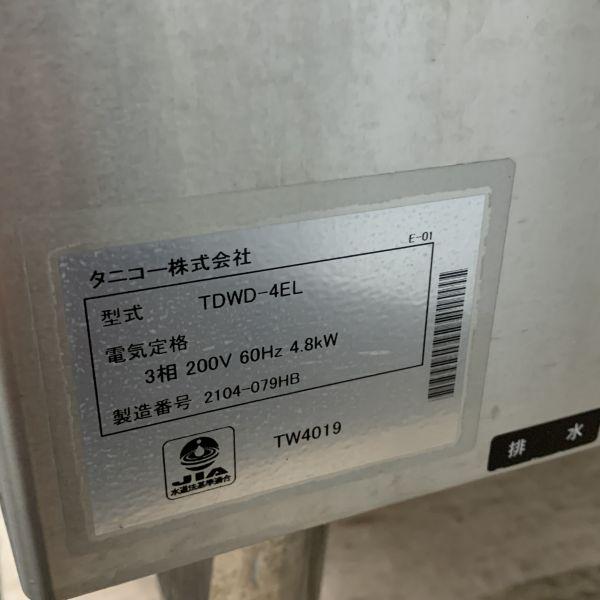 タニコー株式会社
E-01
型式 TDWD-4EL
電気定格
3相 200V 60Hz 4.8kW
製造番号 2104-079HB
JIA
水道法基準適合
TW4019
排水